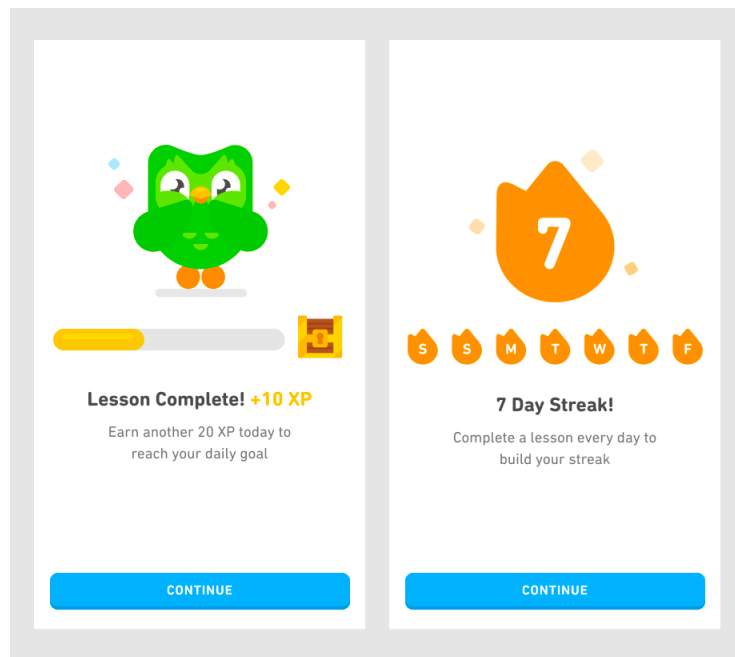 Lesson Complete! +10 XP
Earn another 20 XP today to
reach your daily goal
CONTINUE
7
S S M T W T F
7 Day Streak!
Complete a lesson every day to
build your streak
CONTINUE